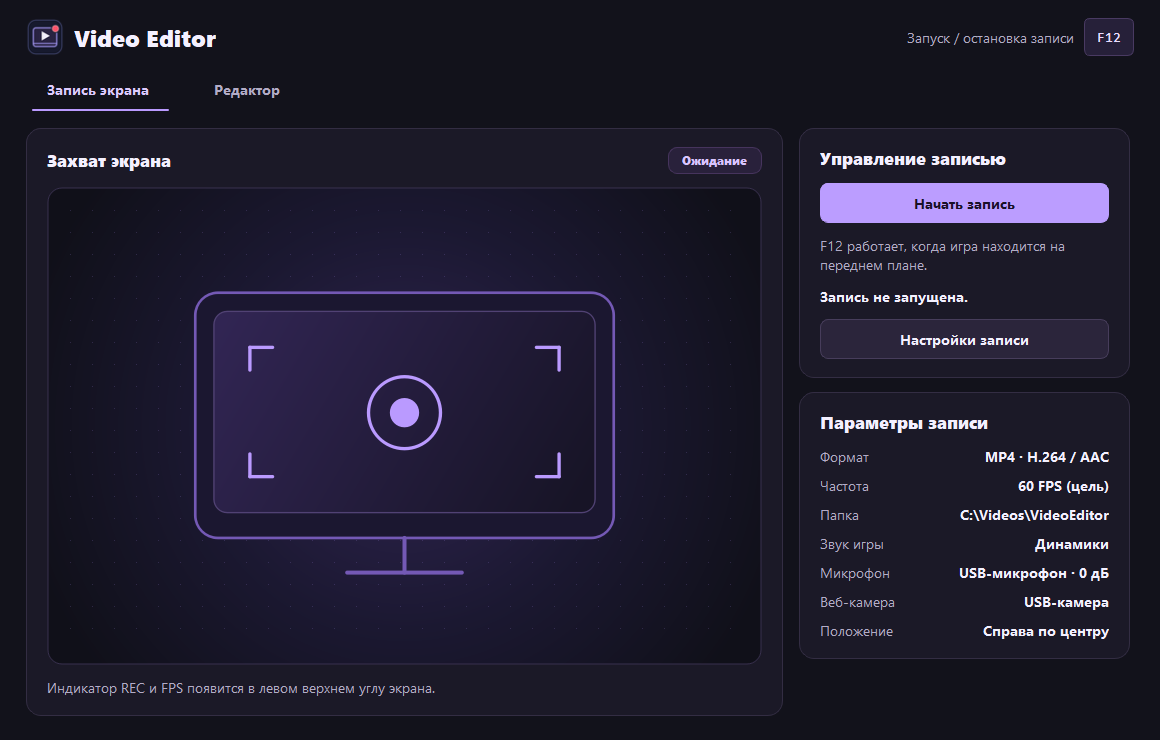 Video Editor
Запуск / остановка записи
F12
Запись экрана
Редактор
Захват экрана
Ожидание
Индикатор REC и FPS появится в левом верхнем углу экрана.
Управление записью
Начать запись
F12 работает, когда игра находится на
переднем плане.
Запись не запущена.
Настройки записи
Параметры записи
Формат MP4 · H.264 / AAC
Частота 60 FPS (цель)
Папка C:\Videos\VideoEditor
Звук игры Динамики
Микрофон USB-микрофон · 0 дБ
Веб-камера USB-камера
Положение Справа по центру